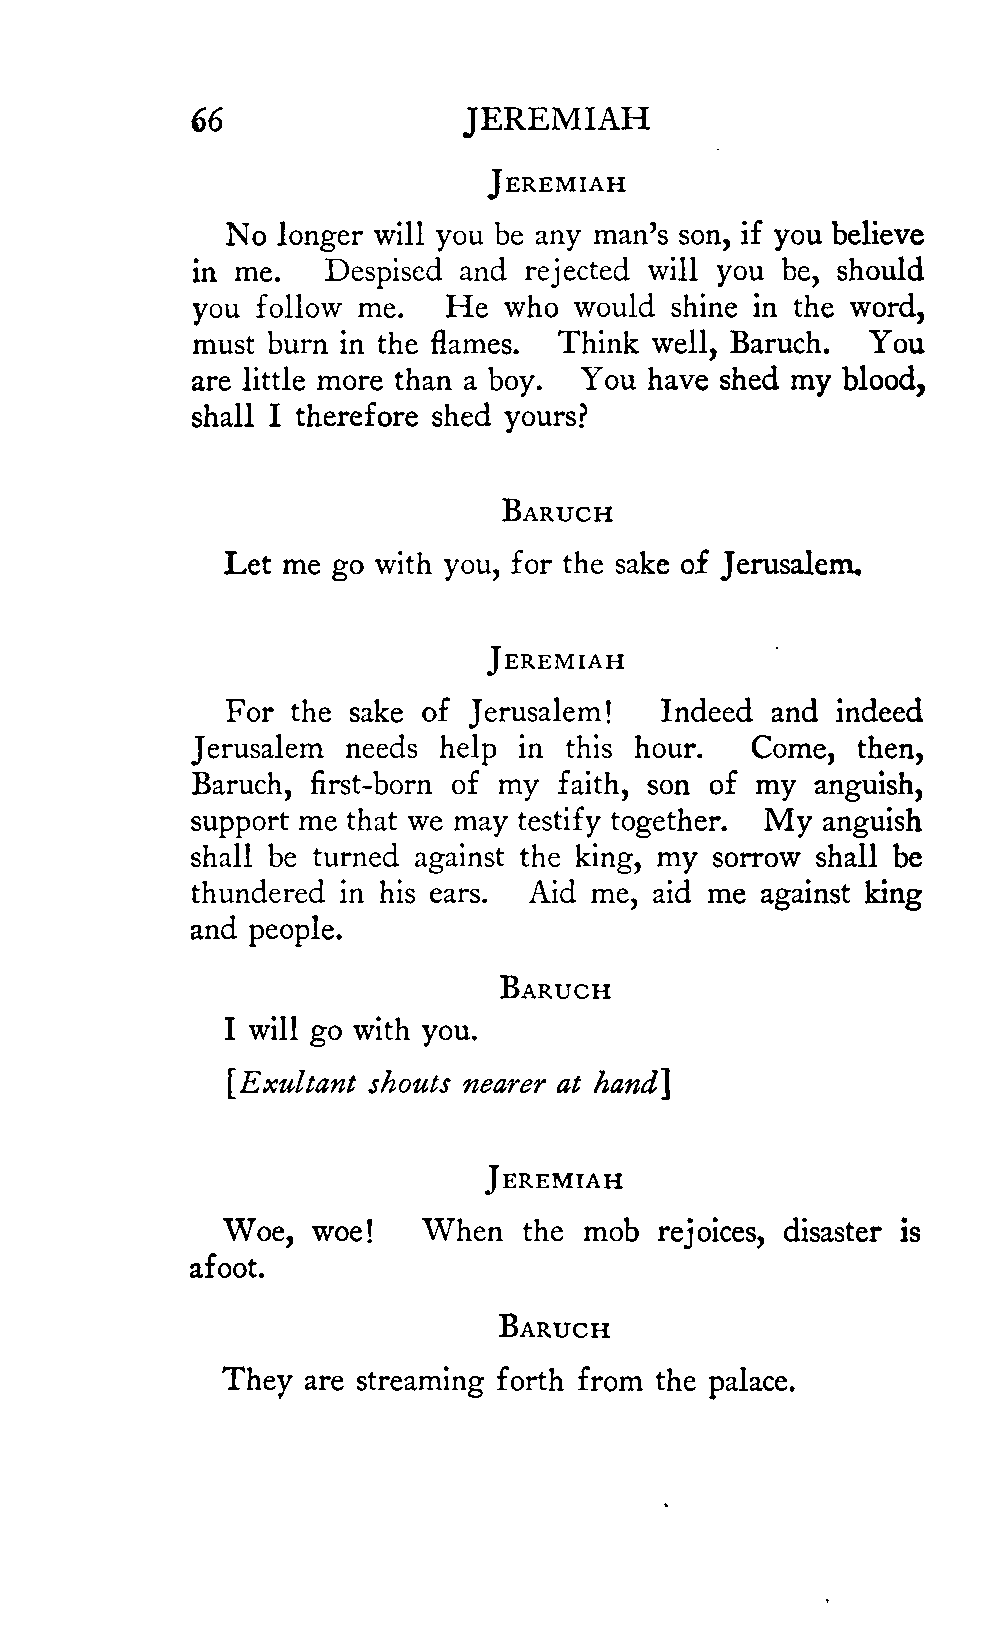 66 JEREMIAH
JEREMIAH
No longer will you be any man's son, if you believe
in me. Despised and rejected will you be, should
you follow me. He who would shine in the word,
must burn in the flames. Think well, Baruch. You
are little more than a boy. You have shed my blood,
shall I therefore shed yours?
BARUCH
Let me go with you, for the sake of Jerusalem.
JEREMIAH
For the sake of Jerusalem! Indeed and indeed
Jerusalem needs help in this hour. Come, then,
Baruch, first-born of my faith, son of my anguish,
support me that we may testify together. My anguish
shall be turned against the king, my sorrow shall be
thundered in his ears. Aid me, aid me against king
and people.
BARUCH
I will go with you.
[Exultant shouts nearer at hand]
JEREMIAH
Woe, woe! When the mob rejoices, disaster is
afoot.
BARUCH
They are streaming forth from the palace.